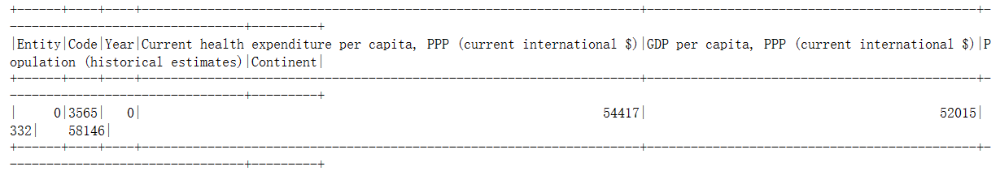 +------+----+----+---------------------------------------------------------------------+----------------------------------------------+-
--------------------------------+---------+
|Entity|Code|Year|Current health expenditure per capita, PPP (current international $)|GDP per capita, PPP (current international $)|P
opulation (historical estimates)|Continent|
+------+----+----+---------------------------------------------------------------------+----------------------------------------------+-
--------------------------------+---------+
|     0|3565|   0|                                                                54417|                                         52015|
332|    58146|
+------+----+----+---------------------------------------------------------------------+----------------------------------------------+-
--------------------------------+---------+